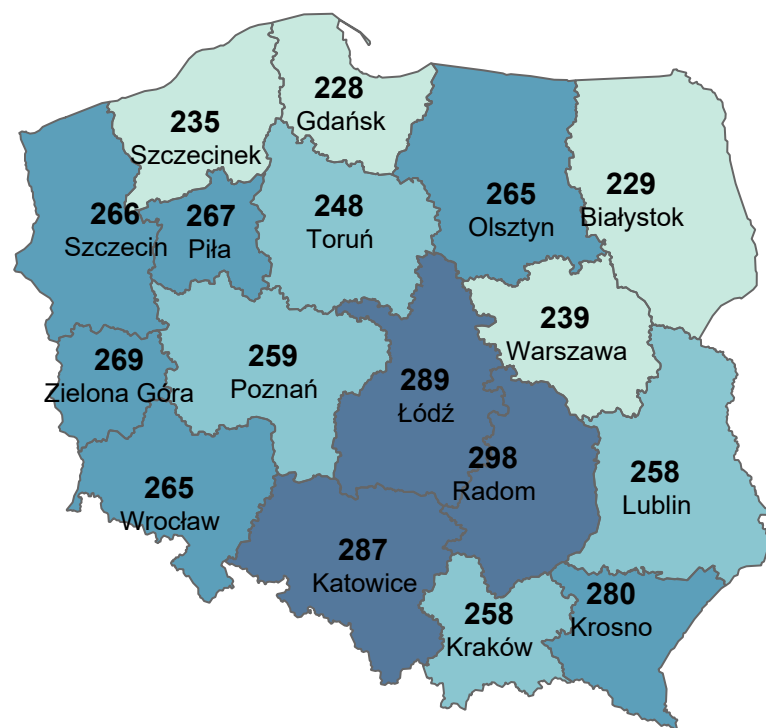 228
Gdańsk
235
Szczecinek
229
Białystok
265
Olsztyn
266
Szczecin
267
Piła
248
Toruń
239
Warszawa
269
Zielona Góra
259
Poznań
289
Łódź
298
Radom
258
Lublin
265
Wrocław
287
Katowice
258
Kraków
280
Krosno